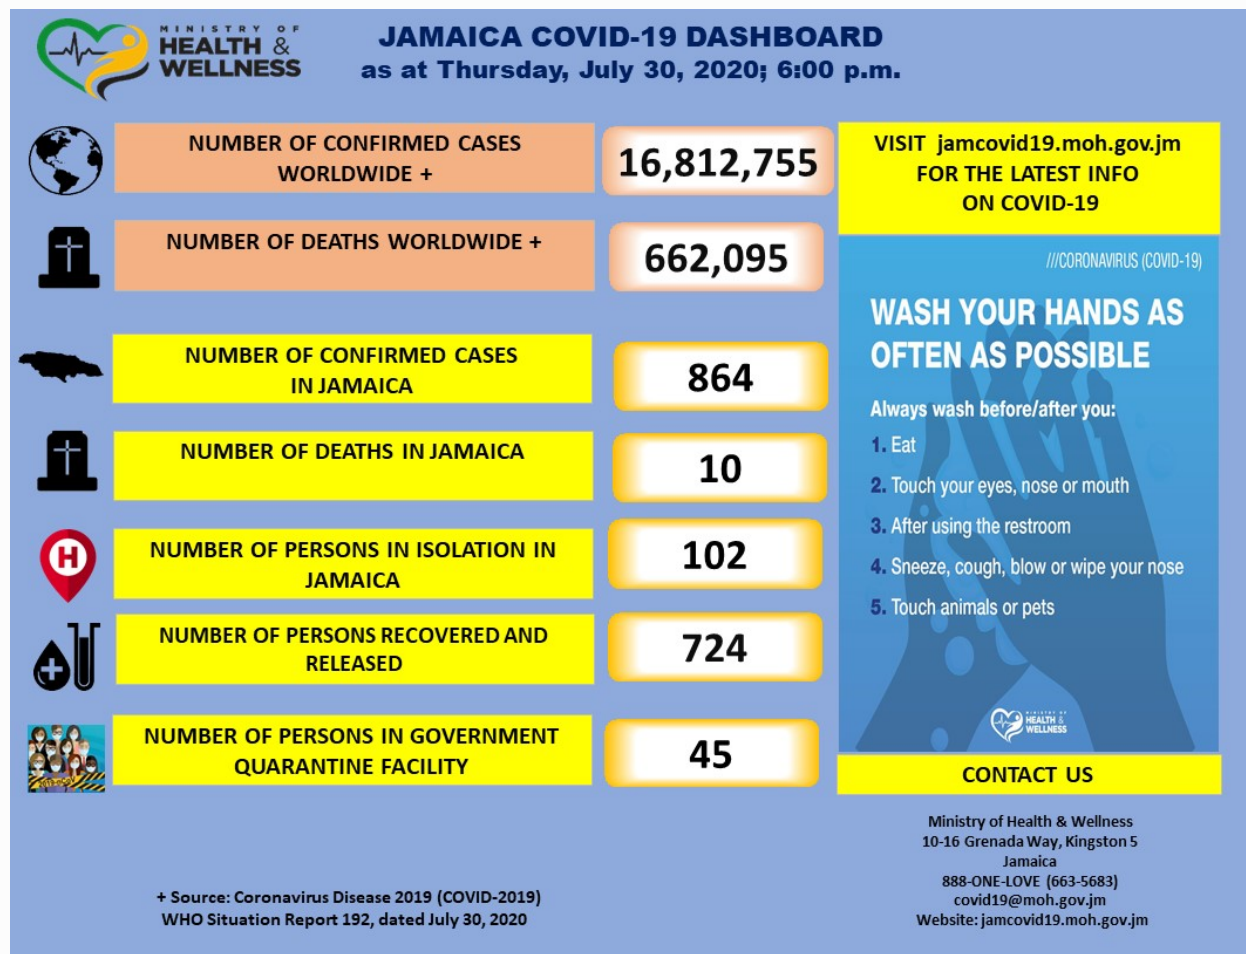 MINISTRY OF
HEALTH &
WELLNESS
JAMAICA COVID-19 DASHBOARD
as at Thursday, July 30, 2020; 6:00 p.m.
NUMBER OF CONFIRMED CASES
WORLDWIDE +
16,812,755
NUMBER OF DEATHS WORLDWIDE +
662,095
NUMBER OF CONFIRMED CASES
IN JAMAICA
864
NUMBER OF DEATHS IN JAMAICA
10
H
NUMBER OF PERSONS IN ISOLATION IN
JAMAICA
102
NUMBER OF PERSONS RECOVERED AND
RELEASED
724
NUMBER OF PERSONS IN GOVERNMENT
QUARANTINE FACILITY
45
+ Source: Coronavirus Disease 2019 (COVID-2019)
WHO Situation Report 192, dated July 30, 2020
VISIT jamcovid19.moh.gov.jm
FOR THE LATEST INFO
ON COVID-19
///CORONAVIRUS (COVID-19)
WASH YOUR HANDS AS
OFTEN AS POSSIBLE
Always wash before/after you:
1. Eat
2. Touch your eyes, nose or mouth
3. After using the restroom
4. Sneeze, cough, blow or wipe your nose
5. Touch animals or pets
MINISTRY OF
HEALTH &
WELLNESS
CONTACT US
Ministry of Health & Wellness
10-16 Grenada Way, Kingston 5
Jamaica
888-ONE-LOVE (663-5683)
covid19@moh.gov.jm
Website: jamcovid19.moh.gov.jm